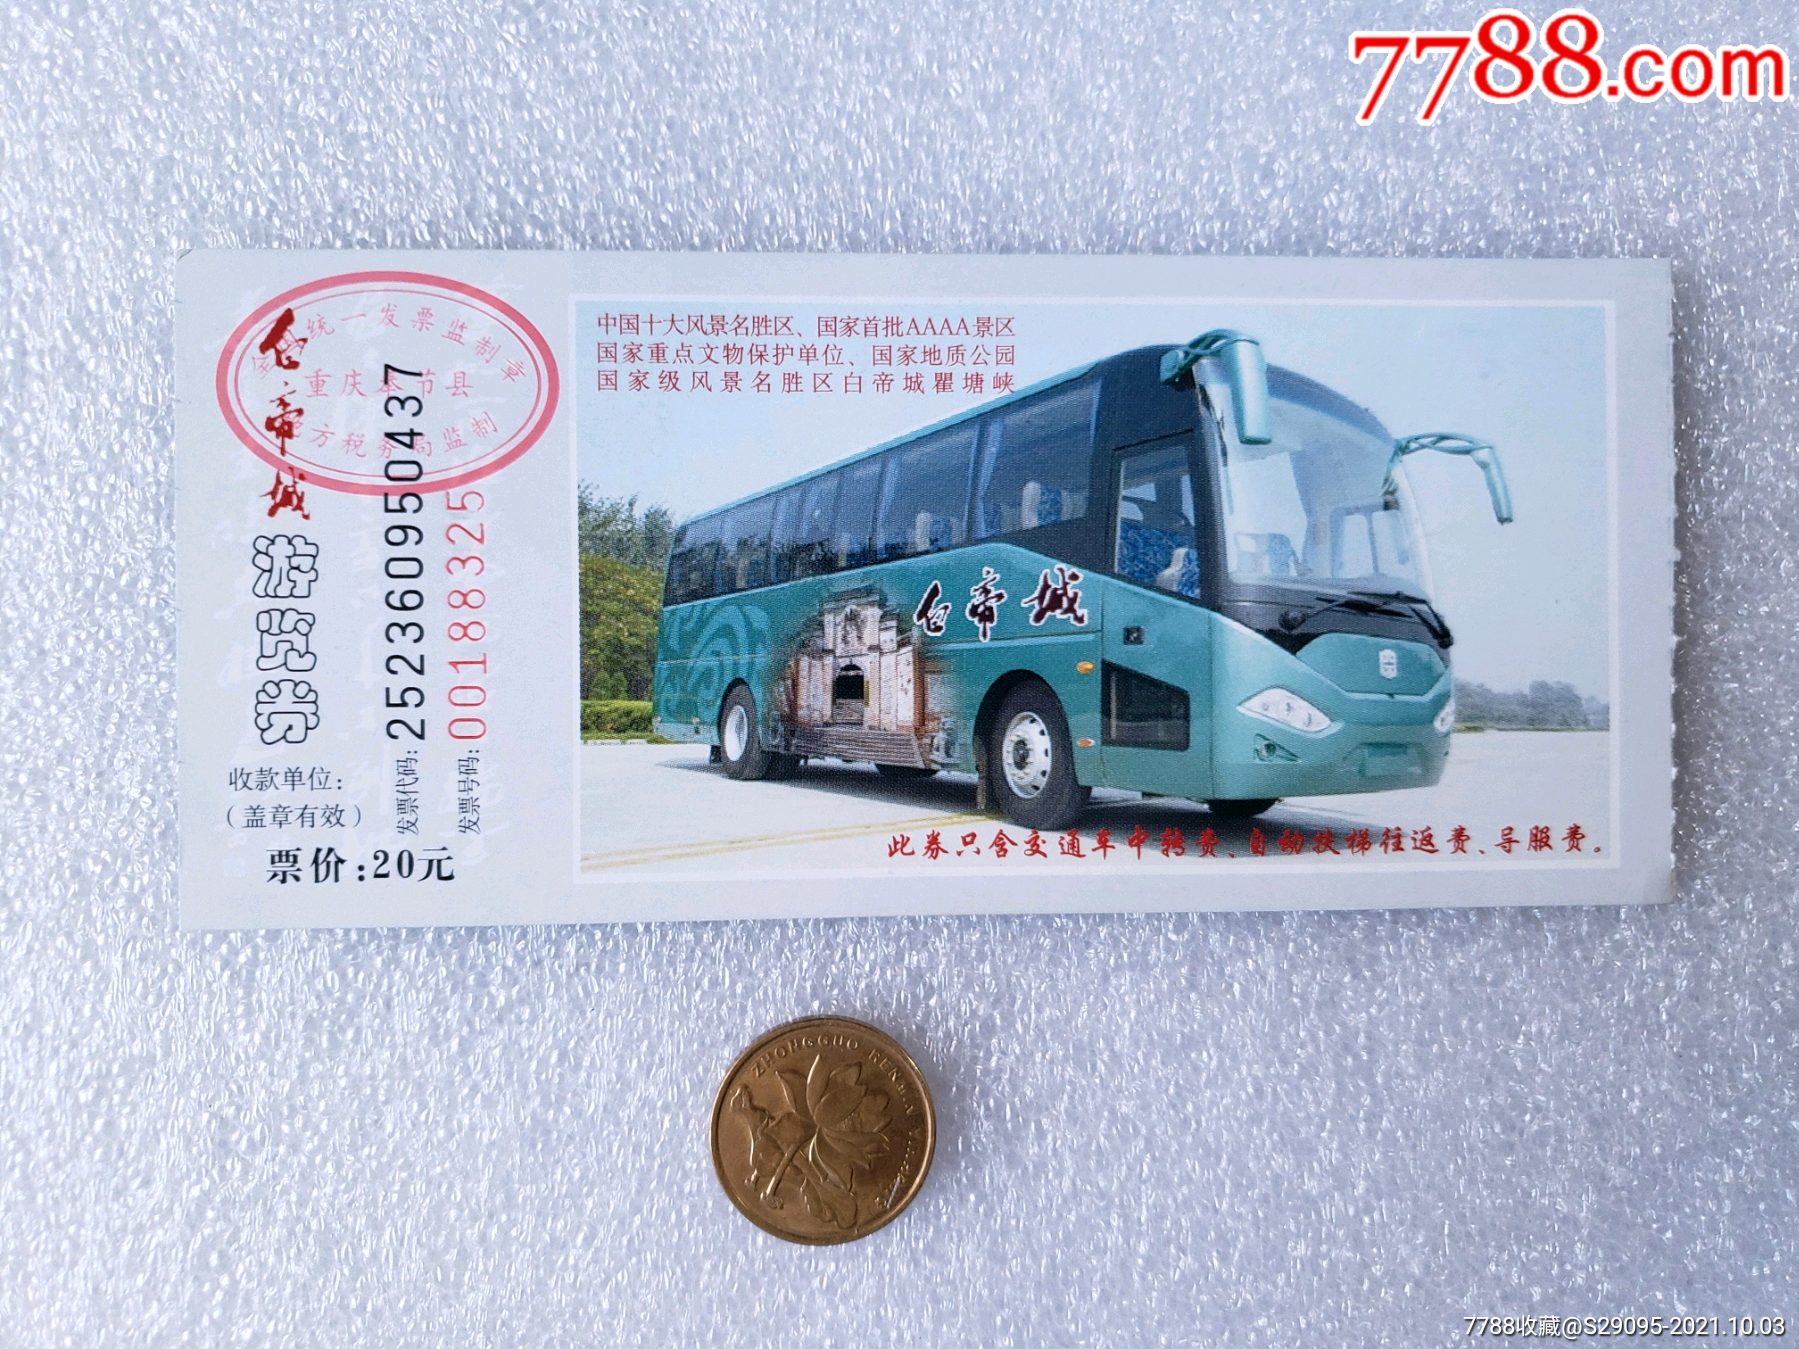 7788.com
全国统一发票监制章
重庆奉节县
地方税务局监制
白帝城
游览券
收款单位：
（盖章有效）
票价:20元
发票代码: 252360950437
发票号码: 00188325
中国十大风景名胜区、国家首批AAAA景区
国家重点文物保护单位、国家地质公园
国家级风景名胜区白帝城瞿塘峡
白帝城
此券只含交通车中转费、自动扶梯往返费、导服费。
ZHONGGUO RENMIN YINHANG
7788收藏@S29095-2021.10.03